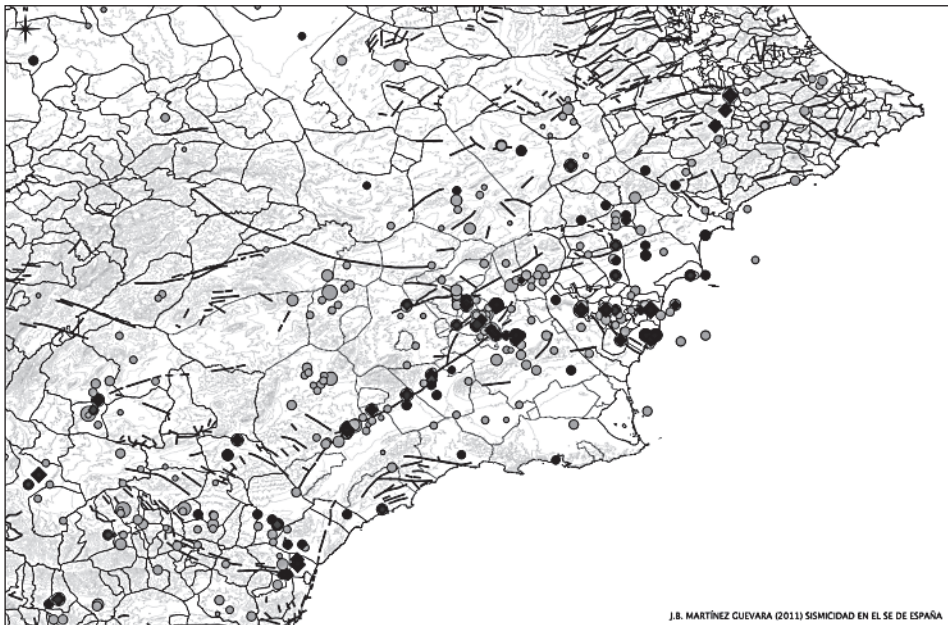 N
J.B. MARTÍNEZ GUEVARA (2011) SISMICIDAD EN EL SE DE ESPAÑA